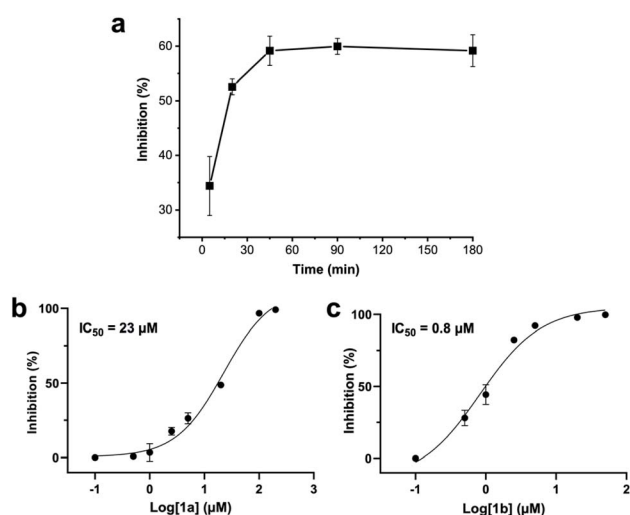 a
60
50
40
30
Inhibition (%)
0 30 60 90 120 150 180
Time (min)
b
IC50 = 23 µM
100
50
0
Inhibition (%)
-1 0 1 2 3
Log[1a] (µM)
c
IC50 = 0.8 µM
100
50
0
Inhibition (%)
-1 0 1 2
Log[1b] (µM)